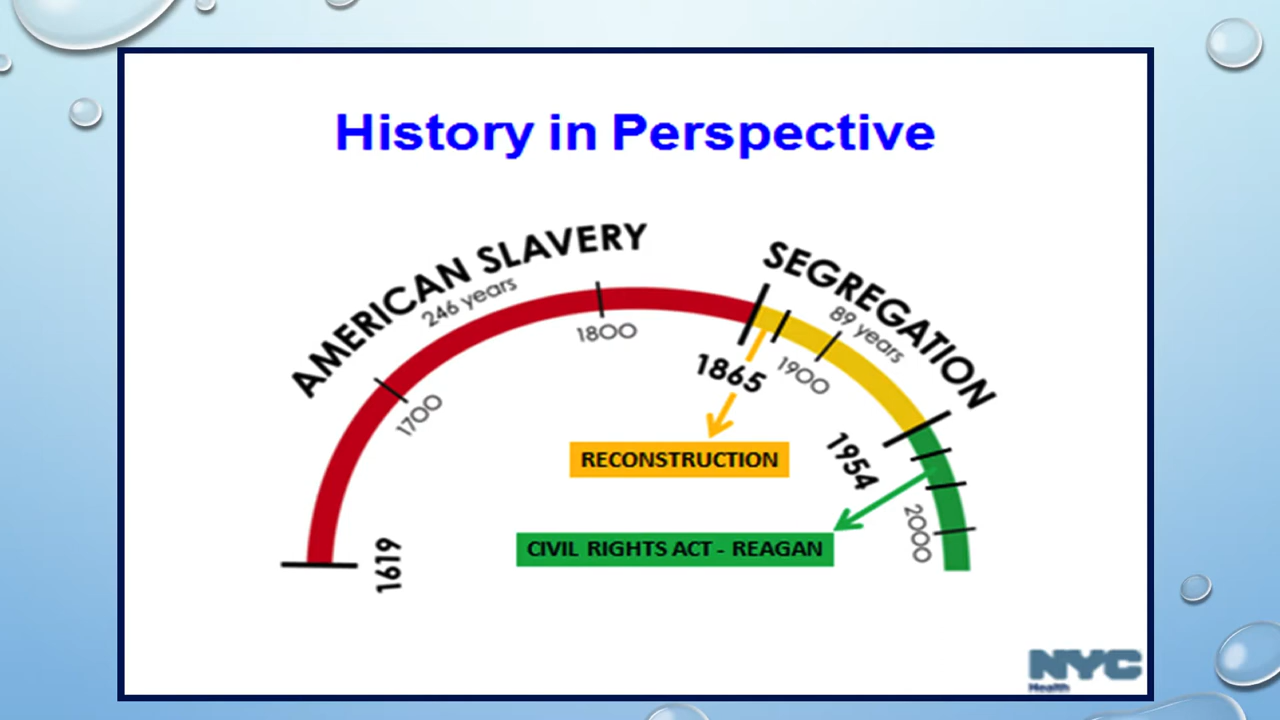 History in Perspective
AMERICAN SLAVERY
246 years
SEGREGATION
89 years
1619
1700
1800
1865
1900
1954
2000
RECONSTRUCTION
CIVIL RIGHTS ACT - REAGAN
NYC
Health